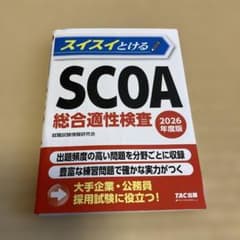 スイスイとける!
SCOA
総合適性検査
2026
年度版
就職試験情報研究会
出題頻度の高い問題を分野ごとに収録
豊富な練習問題で確かな実力がつく
大手企業・公務員
採用試験に役立つ!
TAC出版